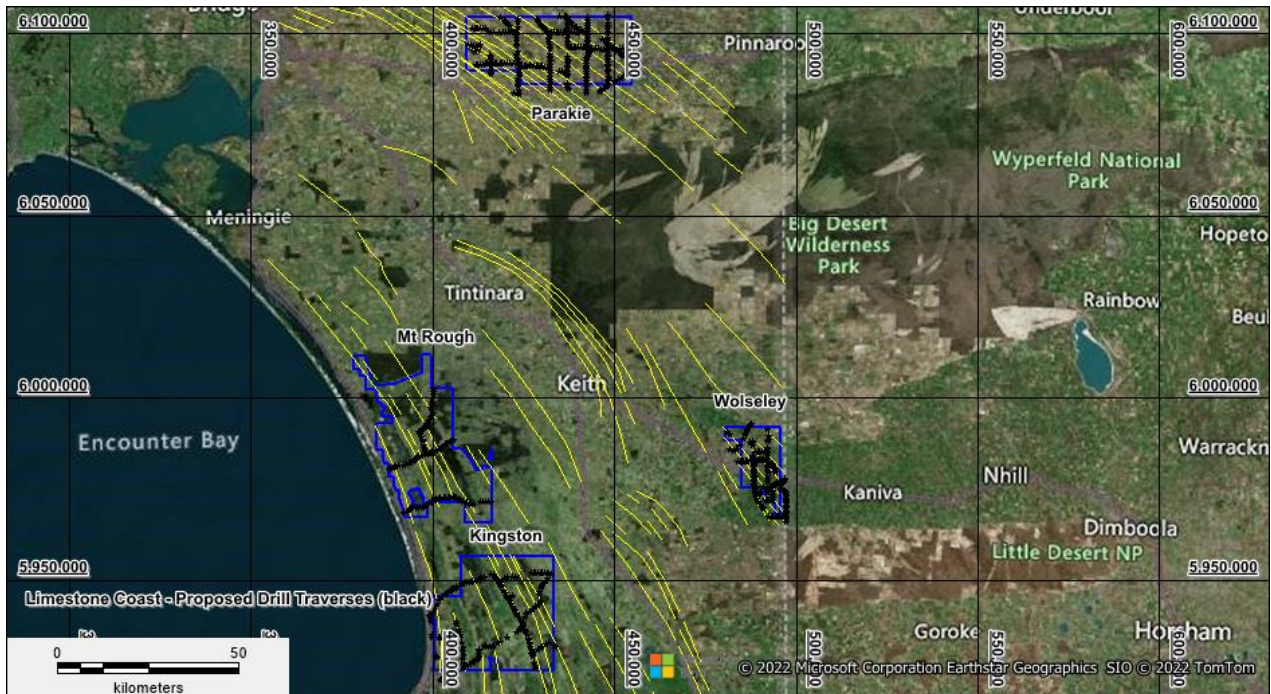 6.100.000
350.000
400.000
450.000
Pinnaroo
500.000
Underbool
550.000
600.000
6.100.000
Parakie
Wyperfeld National
Park
6.050.000
Meningie
Big Desert
Wilderness
Park
6.050.000
Hopeto
Tintinara
Rainbow
Beul
Mt Rough
6.000.000
Keith
Wolseley
6.000.000
Encounter Bay
Warrackn
Nhill
Kaniva
Kingston
Dimboola
Little Desert NP
5.950.000
5.950.000
Limestone Coast - Proposed Drill Traverses (black)
Goroke
Horsham
400.000
450.000
500.000
550.000
600.000
0 50
kilometers
© 2022 Microsoft Corporation Earthstar Geographics SIO © 2022 TomTom